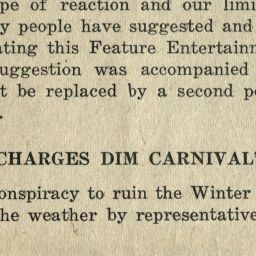 pe of reaction and our limi
y people have suggested and
ating this Feature Entertainm
uggestion was accompanied
t be replaced by a second pe
CHARGES DIM CARNIVAL'
onspiracy to ruin the Winter
he weather by representative